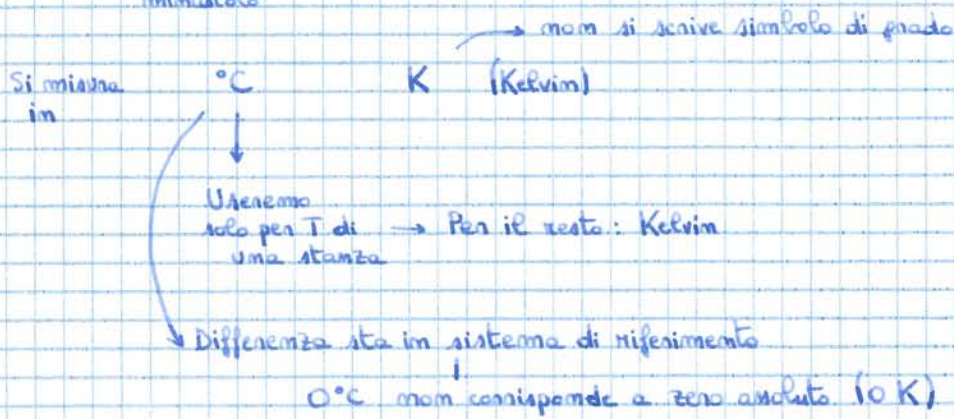 minuscolo
non si scrive simbolo di grado
Si misura °C K (Kelvin)
in
Useremo
solo per T di → Per il resto: Kelvin
una stanza
Differenza sta in sistema di riferimento
0°C non corrisponde a zero assoluto (0 K)